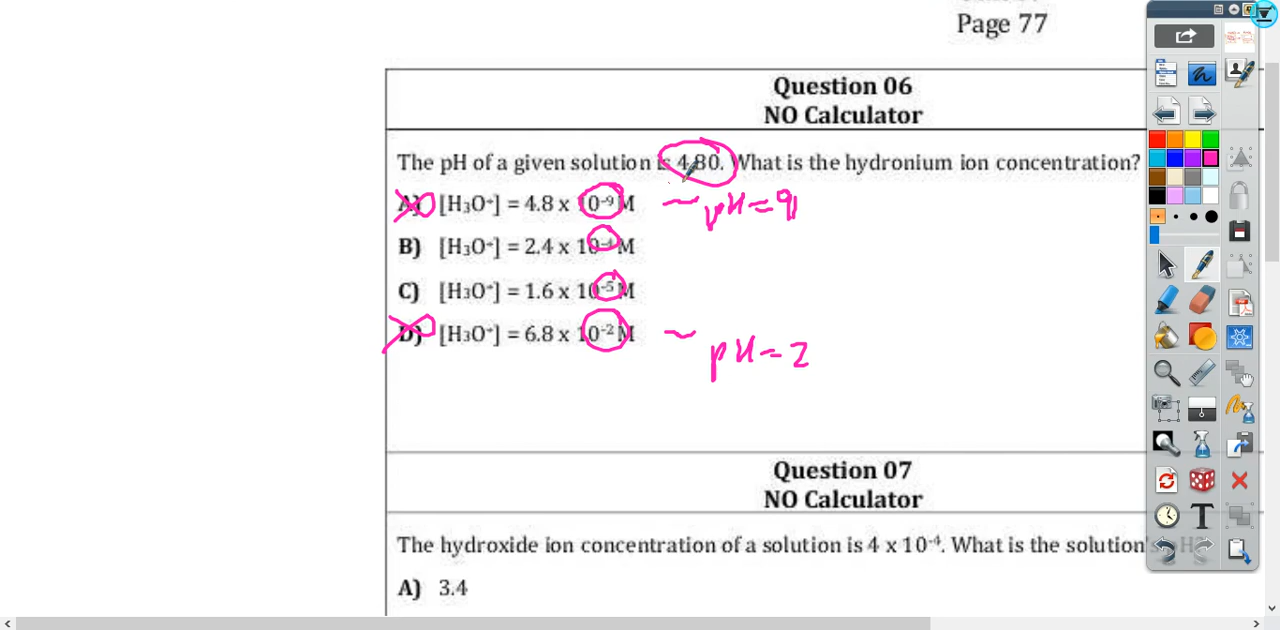 Page 77
Question 06
NO Calculator
The pH of a given solution is 4.80. What is the hydronium ion concentration?
A) [H₃O⁺] = 4.8 x 10⁻⁹ M ~ pH = 9
B) [H₃O⁺] = 2.4 x 10⁻⁴ M
C) [H₃O⁺] = 1.6 x 10⁻⁵ M
D) [H₃O⁺] = 6.8 x 10⁻² M ~ pH = 2
Question 07
NO Calculator
The hydroxide ion concentration of a solution is 4 x 10⁻⁴. What is the solution's pH?
A) 3.4